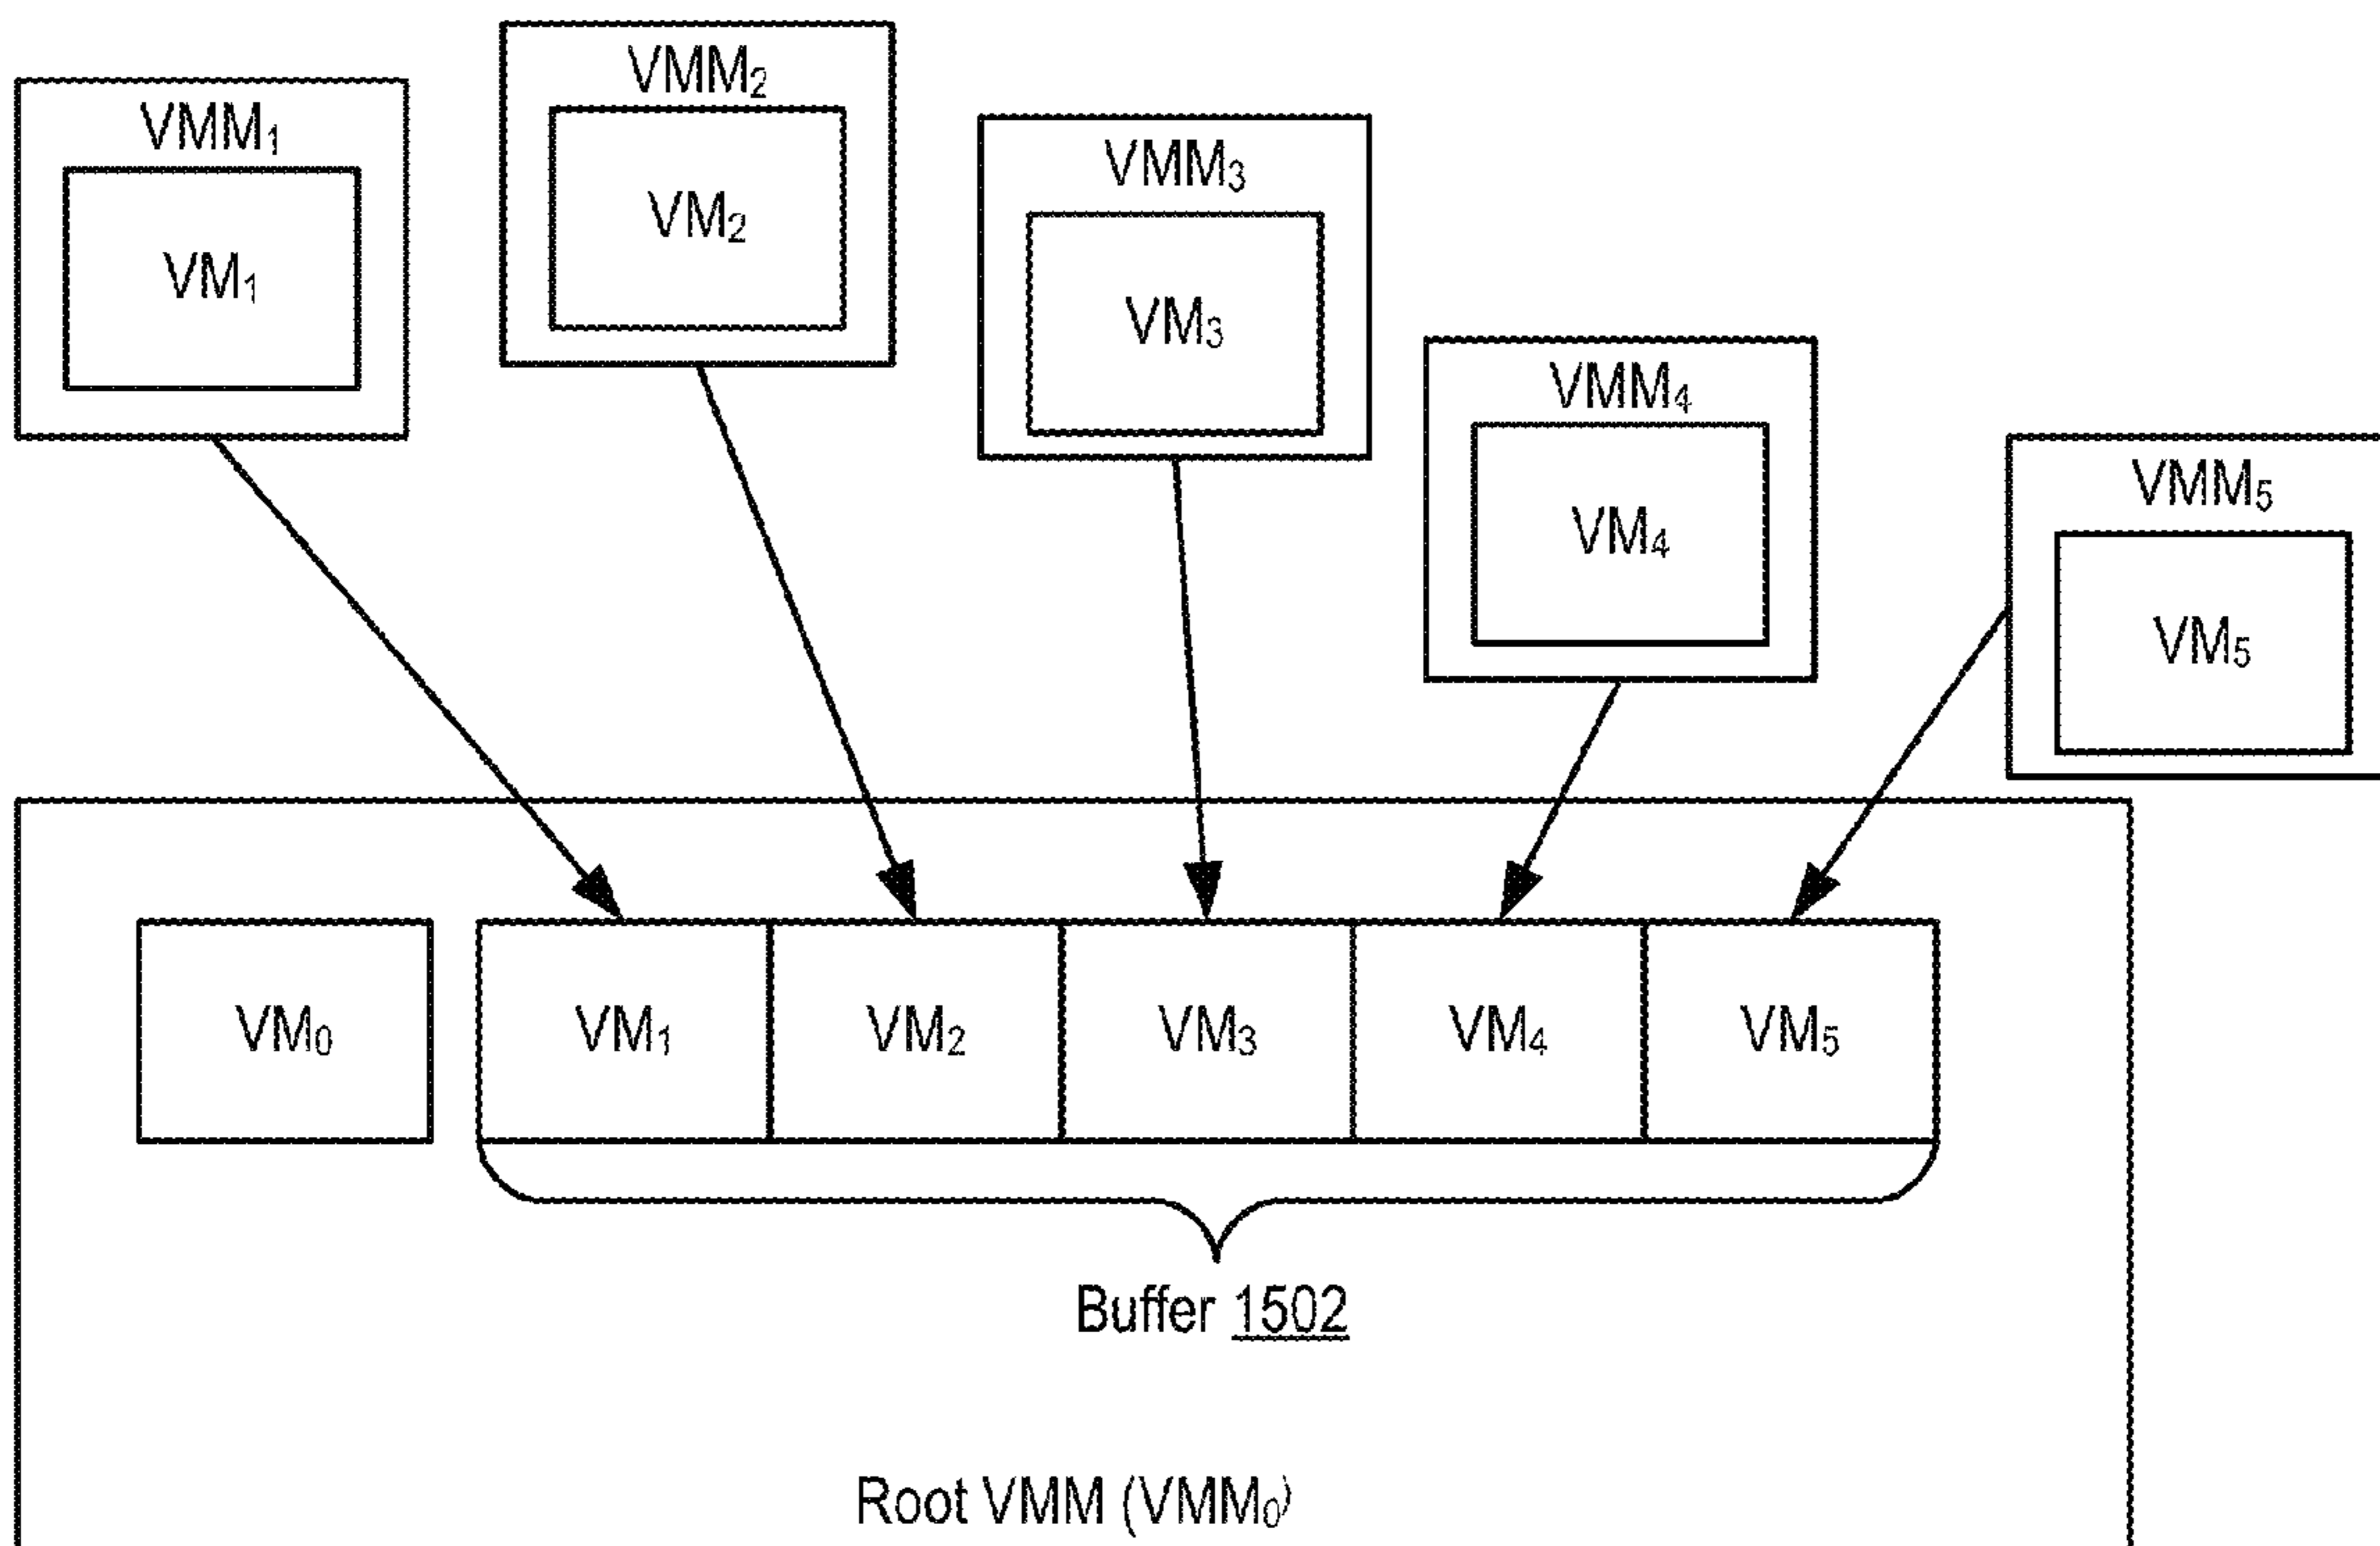 VMM₂
VMM₁
VMM₃
VM₂
VM₁
VM₃
VMM₄
VMM₅
VM₄
VM₅
VM₀ VM₁ VM₂ VM₃ VM₄ VM₅
Buffer 1502
Root VMM (VMM₀)